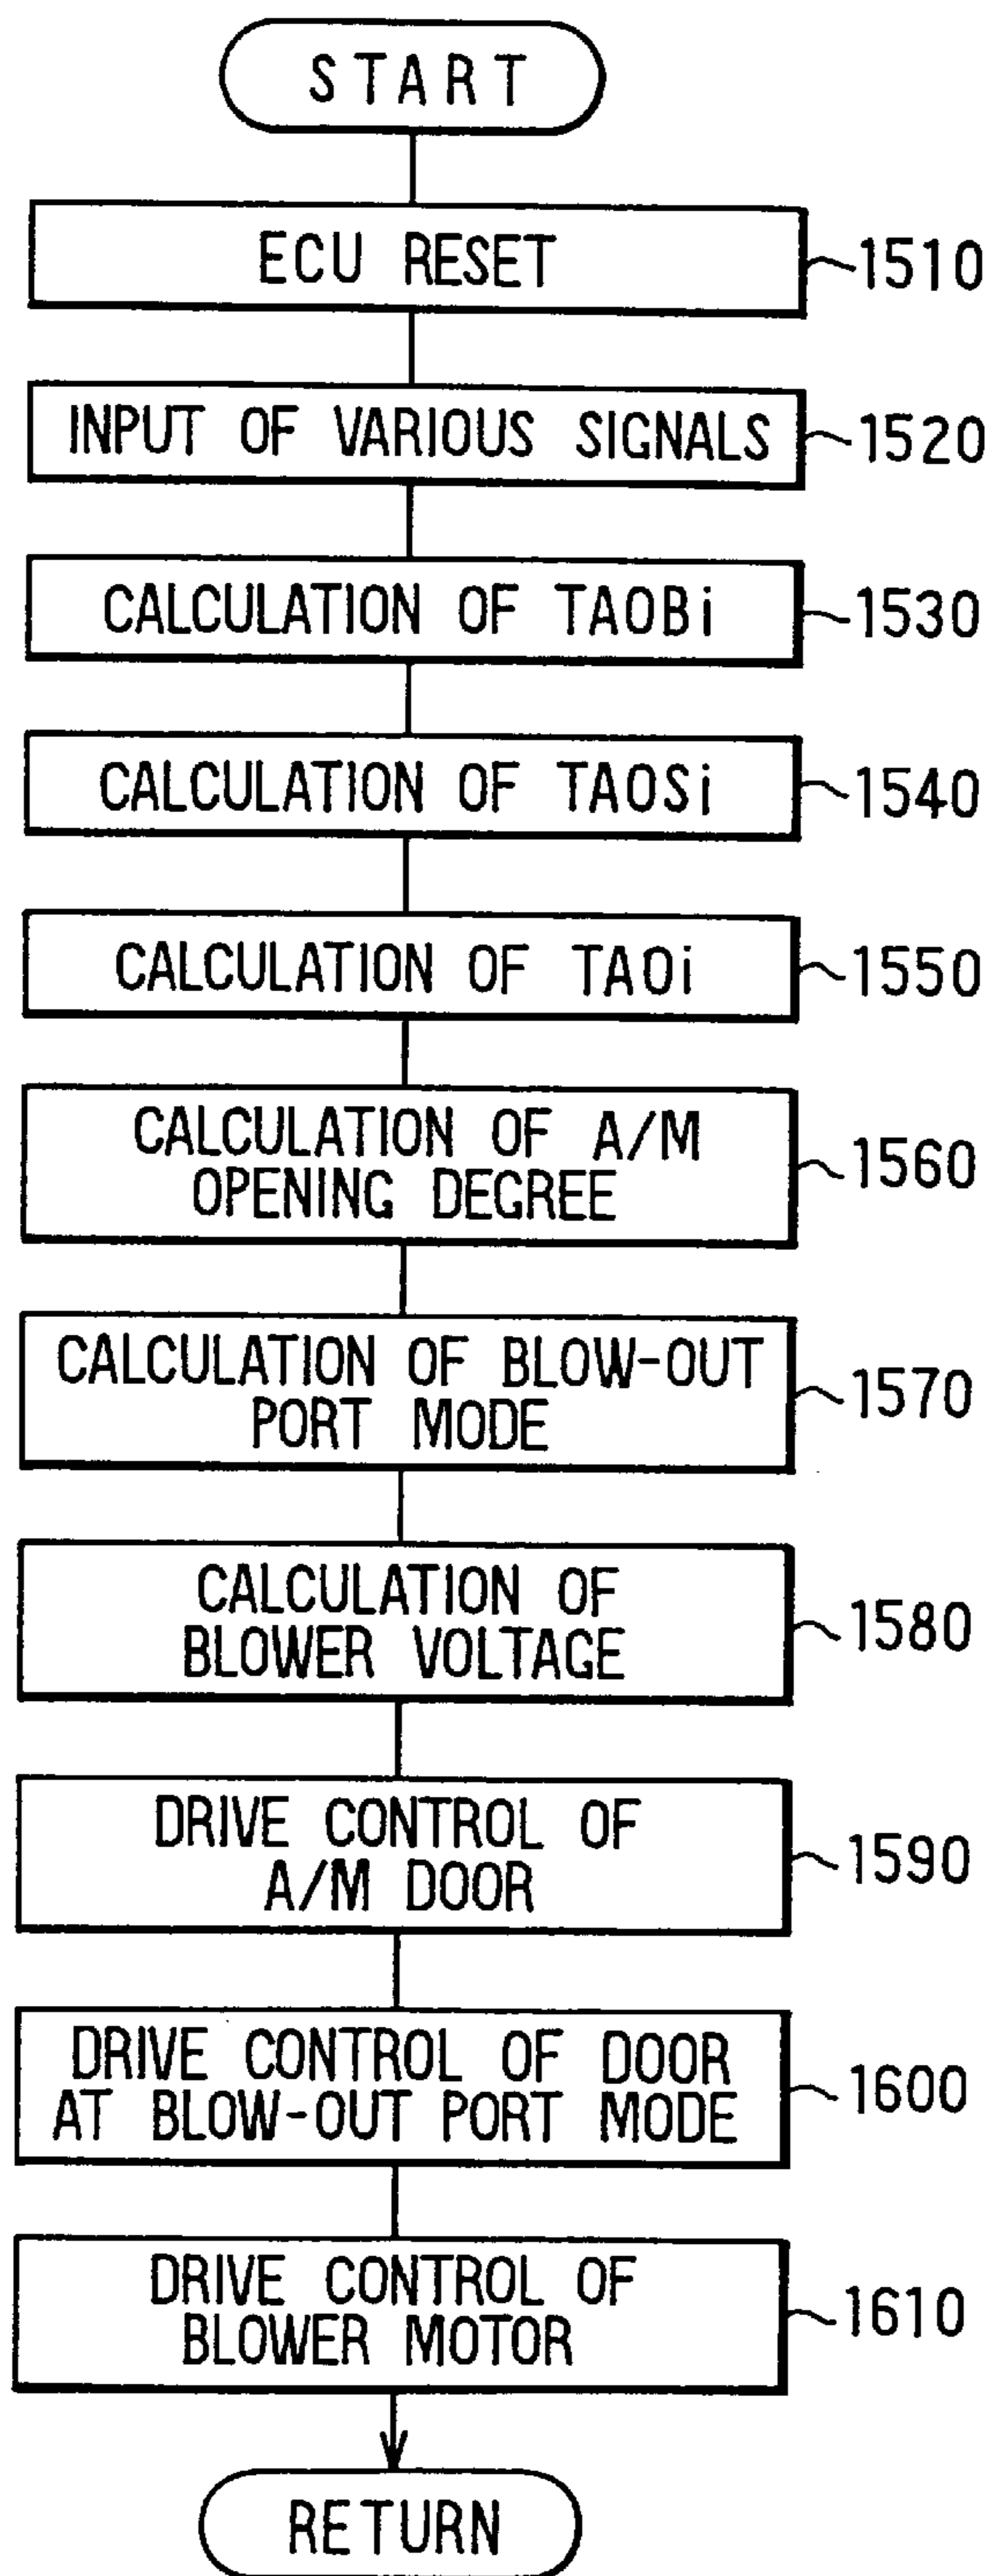 START
ECU RESET
1510
INPUT OF VARIOUS SIGNALS
1520
CALCULATION OF TAOBi
1530
CALCULATION OF TAOSi
1540
CALCULATION OF TAOi
1550
CALCULATION OF A/M
OPENING DEGREE
1560
CALCULATION OF BLOW-OUT
PORT MODE
1570
CALCULATION OF
BLOWER VOLTAGE
1580
DRIVE CONTROL OF
A/M DOOR
1590
DRIVE CONTROL OF DOOR
AT BLOW-OUT PORT MODE
1600
DRIVE CONTROL OF
BLOWER MOTOR
1610
RETURN